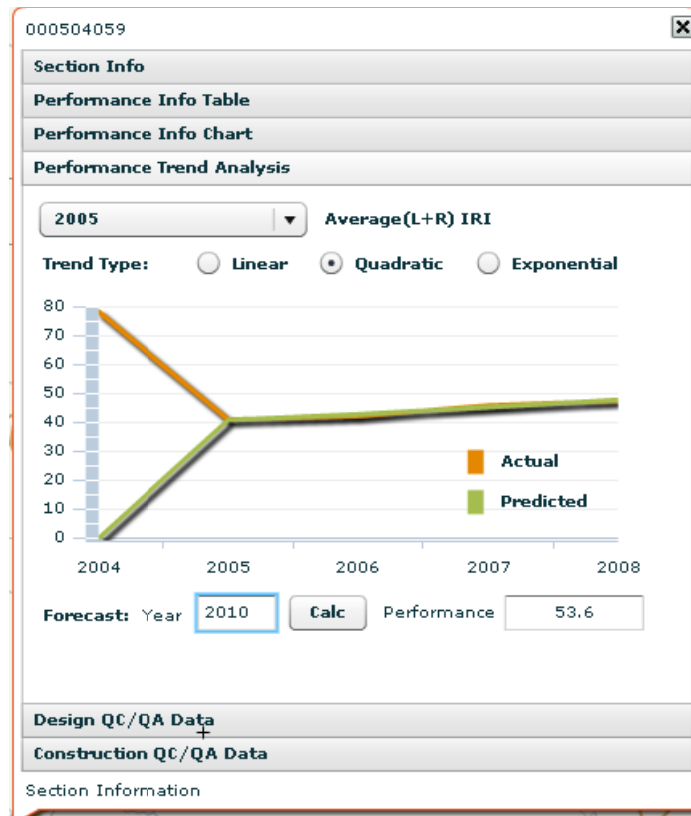 000504059
Section Info
Performance Info Table
Performance Info Chart
Performance Trend Analysis
2005 Average(L+R) IRI
Trend Type: Linear Quadratic Exponential
80
70
60
50
40
30
20
10
0
Actual
Predicted
2004 2005 2006 2007 2008
Forecast: Year 2010 Calc Performance 53.6
Design QC/QA Data
Construction QC/QA Data
Section Information